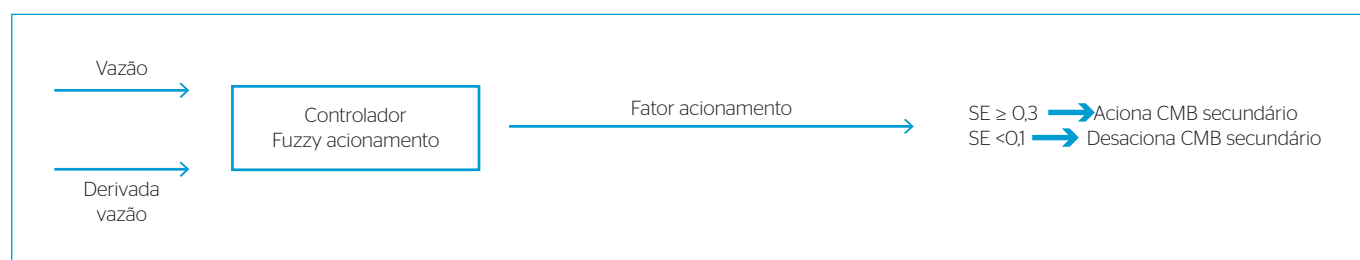 Vazão
Derivada
vazão
Controlador
Fuzzy acionamento
Fator acionamento
SE ≥ 0,3 Aciona CMB secundário
SE <0,1 Desaciona CMB secundário